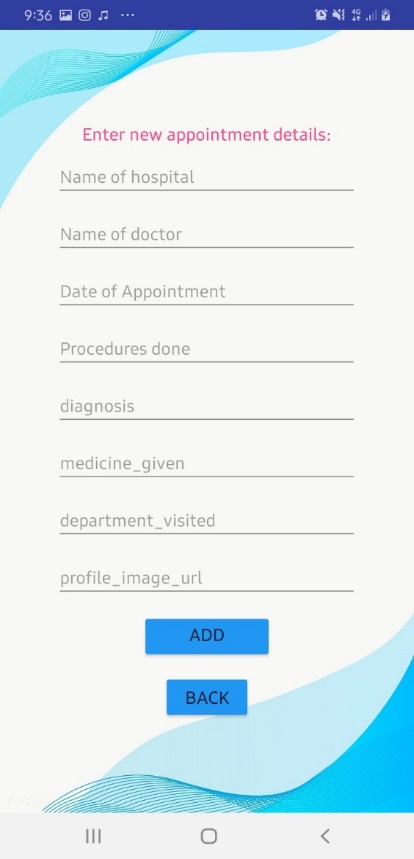 9:36
4G
Enter new appointment details:
Name of hospital
Name of doctor
Date of Appointment
Procedures done
diagnosis
medicine_given
department_visited
profile_image_url
ADD
BACK